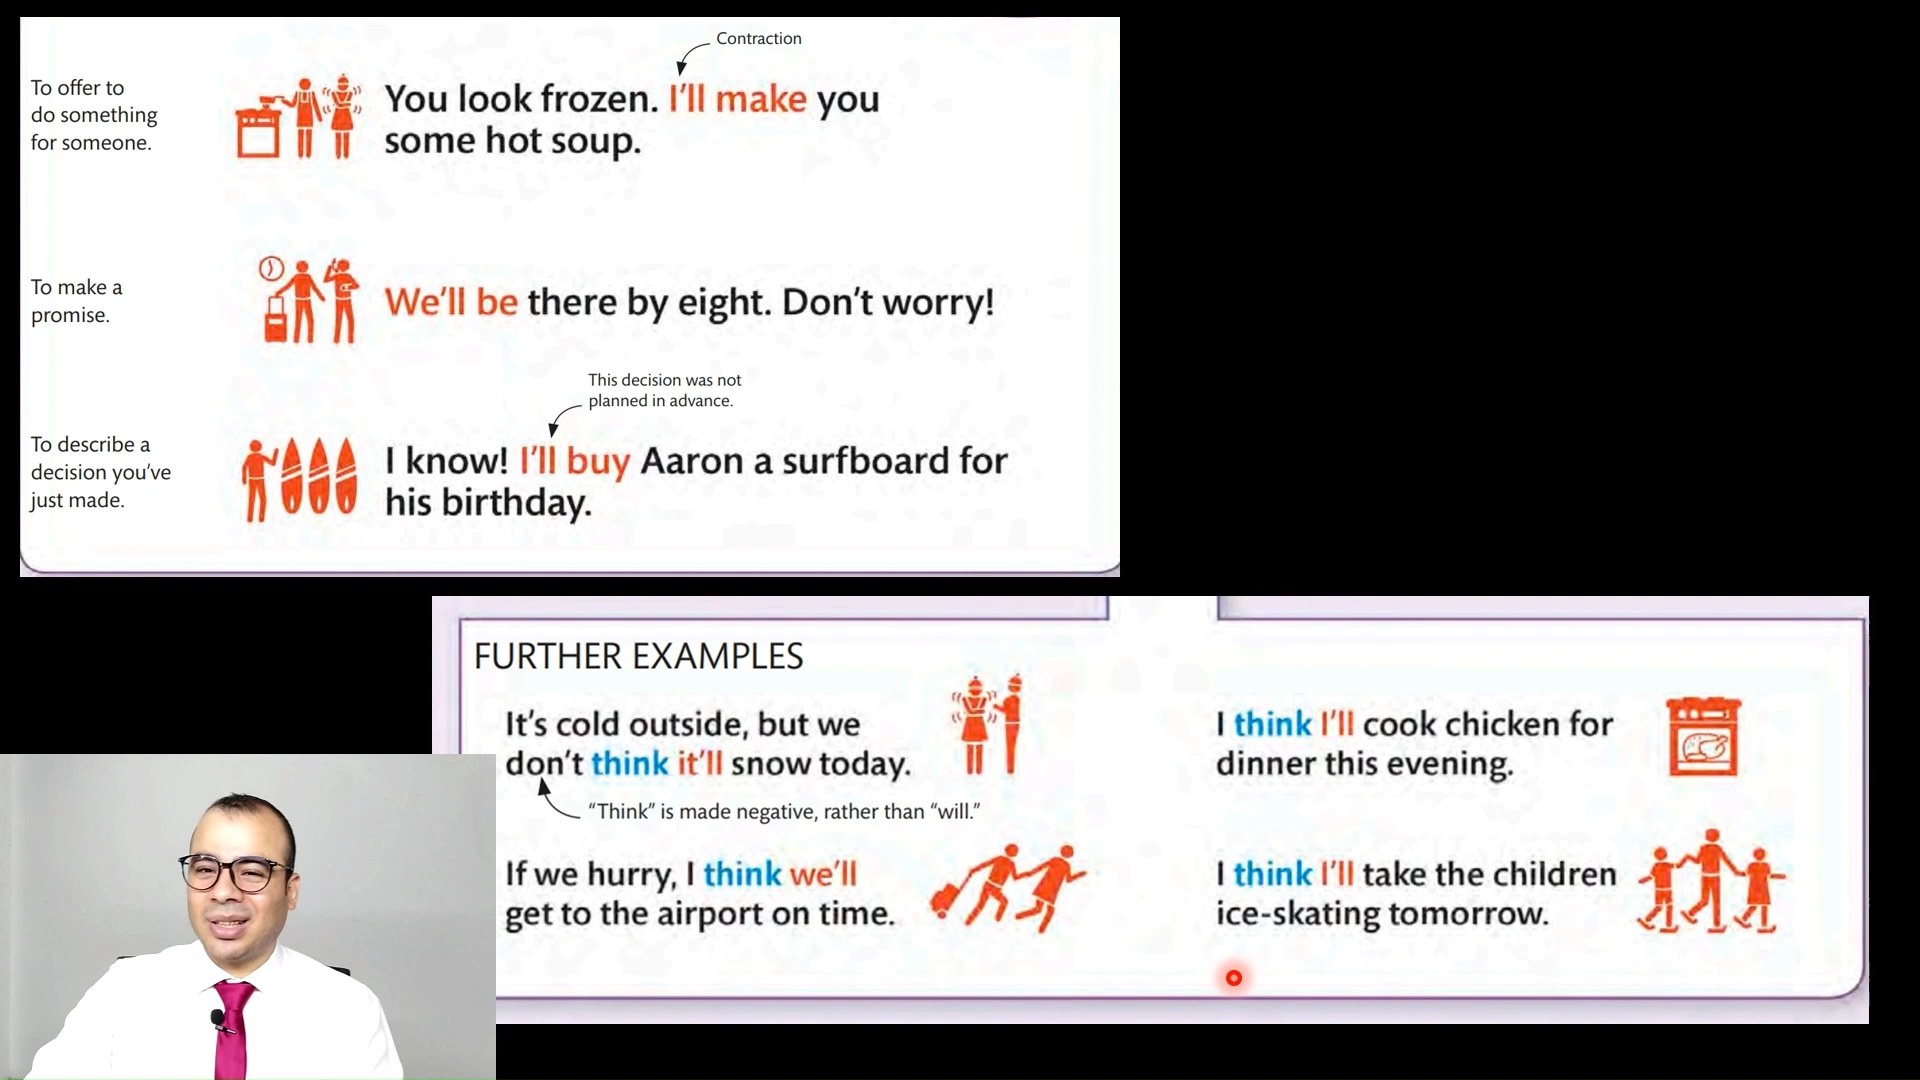 Contraction
To offer to
do something
for someone.
You look frozen. I'll make you
some hot soup.
To make a
promise.
We'll be there by eight. Don't worry!
This decision was not
planned in advance.
To describe a
decision you've
just made.
I know! I'll buy Aaron a surfboard for
his birthday.
FURTHER EXAMPLES
It's cold outside, but we
don't think it'll snow today.
“Think” is made negative, rather than “will.”
If we hurry, I think we'll
get to the airport on time.
I think I'll cook chicken for
dinner this evening.
I think I'll take the children
ice-skating tomorrow.